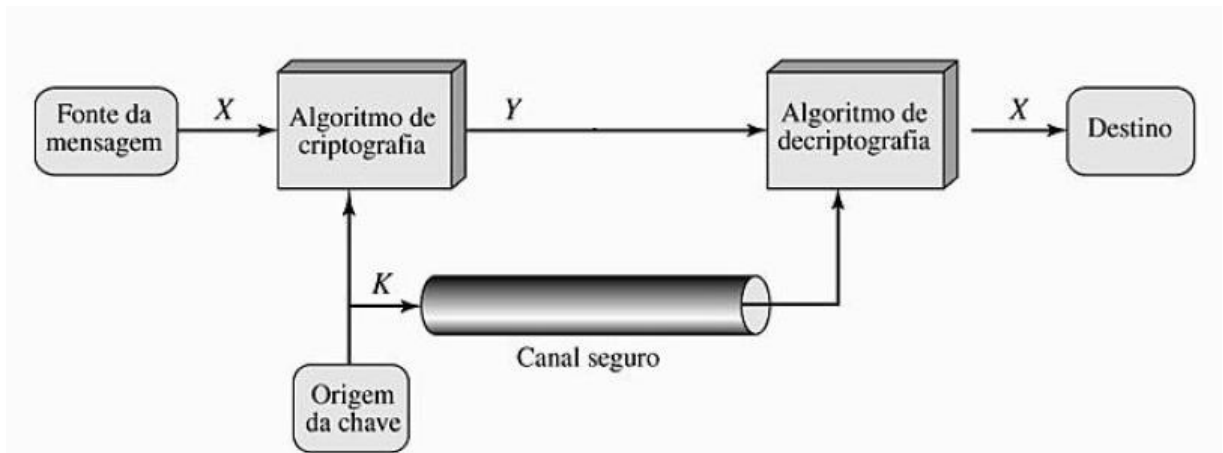 Fonte da
mensagem
X
Algoritmo de
criptografia
Y
Algoritmo de
decriptografia
X
Destino
K
Canal seguro
Origem
da chave